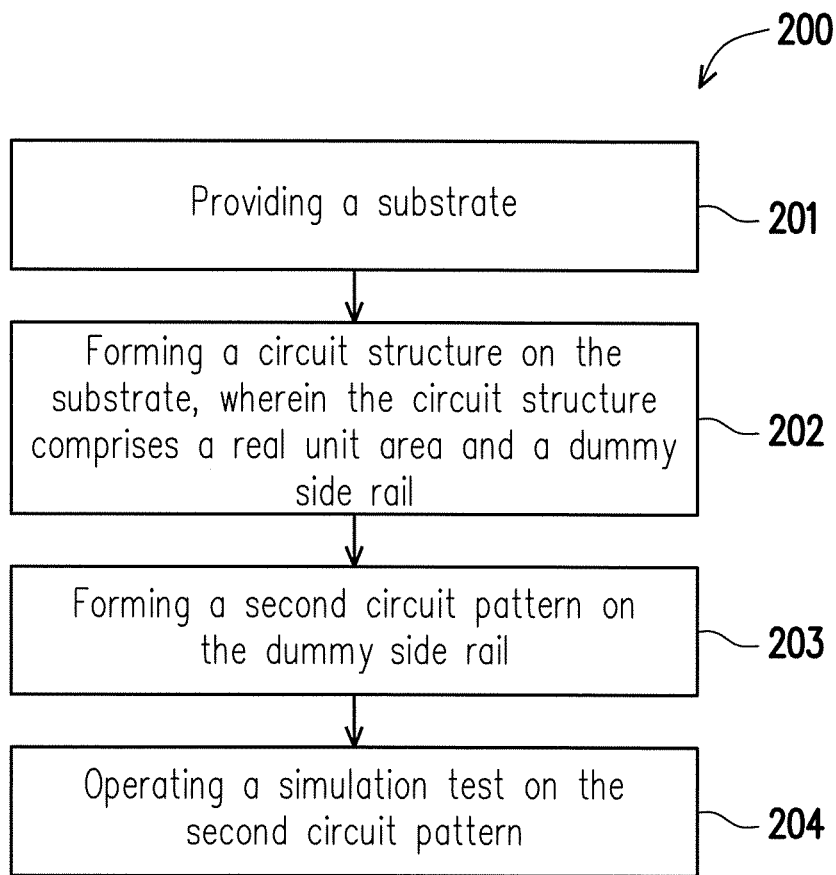 200
Providing a substrate
201
Forming a circuit structure on the
substrate, wherein the circuit structure
comprises a real unit area and a dummy
side rail
202
Forming a second circuit pattern on
the dummy side rail
203
Operating a simulation test on the
second circuit pattern
204